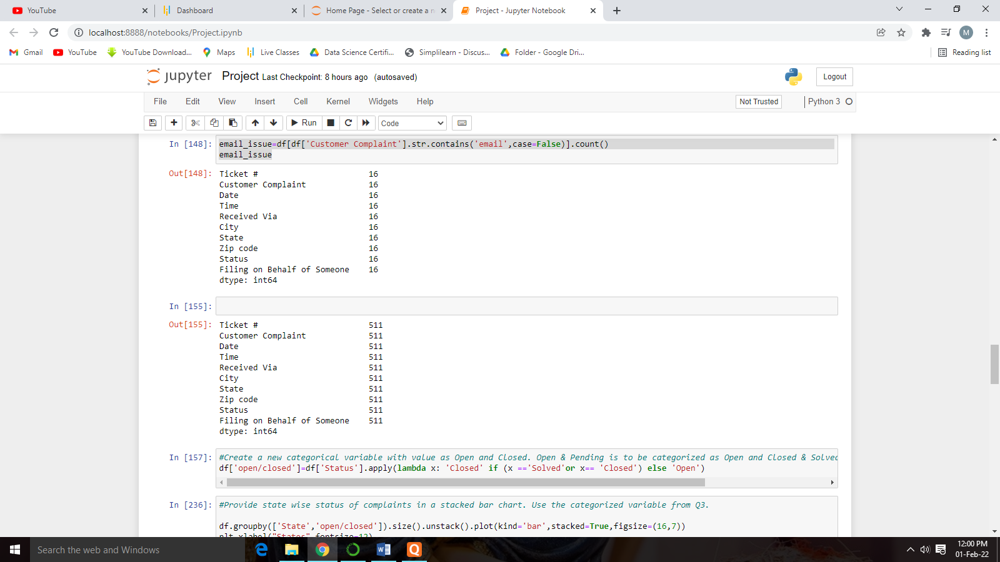 YouTube
Dashboard
Home Page - Select or create a n
Project - Jupyter Notebook
localhost:8888/notebooks/Project.ipynb
M
Gmail
YouTube
YouTube Download...
Maps
Live Classes
Data Science Certifi...
Simplilearn - Discus...
Folder - Google Dri...
Reading list
jupyter
Project Last Checkpoint: 8 hours ago (autosaved)
Logout
File Edit View Insert Cell Kernel Widgets Help
Not Trusted
Python 3
Run
Code
In [148]: email_issue=df[df['Customer Complaint'].str.contains('email',case=False)].count()
email_issue
Out[148]: Ticket # 16
Customer Complaint 16
Date 16
Time 16
Received Via 16
City 16
State 16
Zip code 16
Status 16
Filing on Behalf of Someone 16
dtype: int64
In [155]:
Out[155]: Ticket # 511
Customer Complaint 511
Date 511
Time 511
Received Via 511
City 511
State 511
Zip code 511
Status 511
Filing on Behalf of Someone 511
dtype: int64
In [157]: #Create a new categorical variable with value as Open and Closed. Open & Pending is to be categorized as Open and Closed & Solved
df['open/closed']=df['Status'].apply(lambda x: 'Closed' if (x =='Solved'or x== 'Closed') else 'Open')
In [236]: #Provide state wise status of complaints in a stacked bar chart. Use the categorized variable from Q3.
df.groupby(['State','open/closed']).size().unstack().plot(kind='bar',stacked=True,figsize=(16,7))
plt.xlabel("States",fontsize=12)
Search the web and Windows
12:00 PM
01-Feb-22